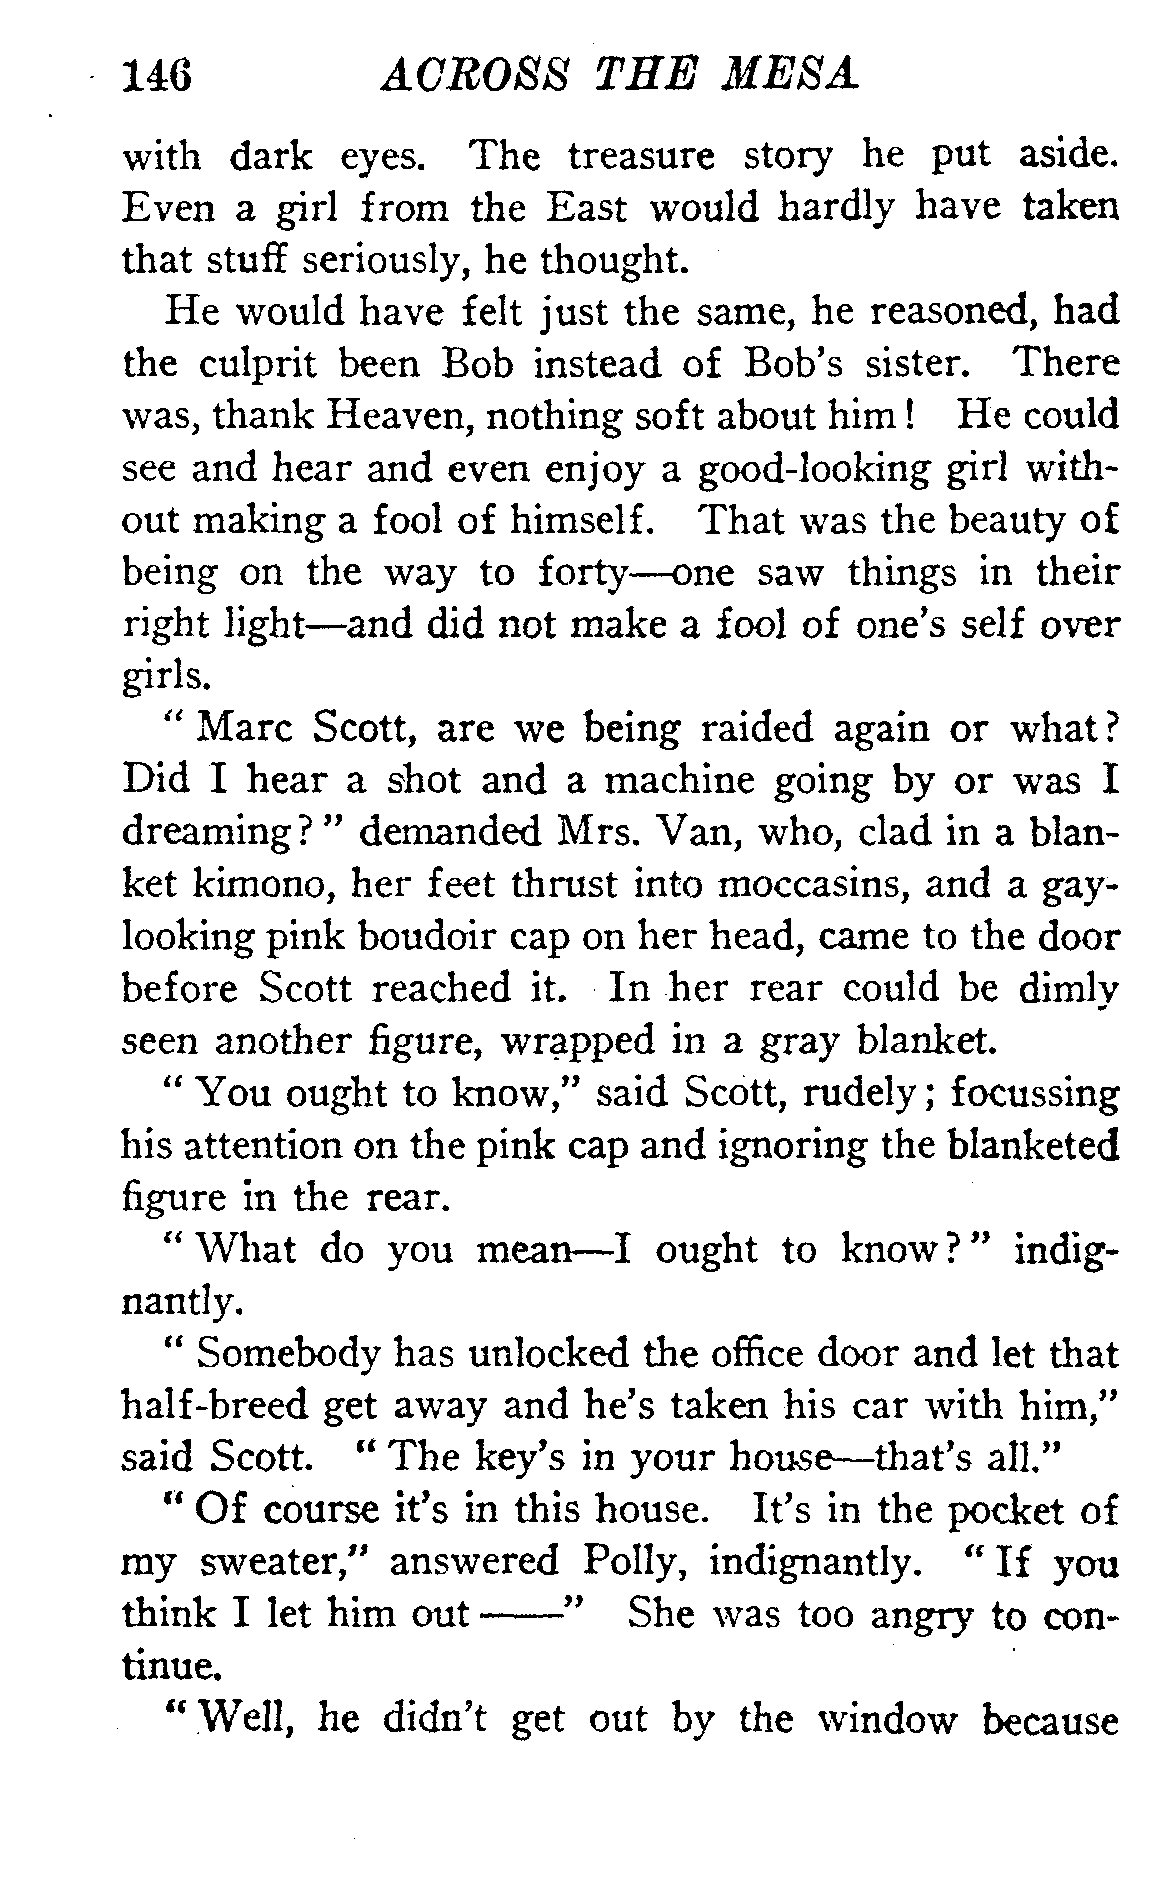 146 ACROSS THE MESA
with dark eyes. The treasure story he put aside.
Even a girl from the East would hardly have taken
that stuff seriously, he thought.
He would have felt just the same, he reasoned, had
the culprit been Bob instead of Bob's sister. There
was, thank Heaven, nothing soft about him! He could
see and hear and even enjoy a good-looking girl with-
out making a fool of himself. That was the beauty of
being on the way to forty—one saw things in their
right light—and did not make a fool of one's self over
girls.
" Marc Scott, are we being raided again or what?
Did I hear a shot and a machine going by or was I
dreaming? " demanded Mrs. Van, who, clad in a blan-
ket kimono, her feet thrust into moccasins, and a gay-
looking pink boudoir cap on her head, came to the door
before Scott reached it. In her rear could be dimly
seen another figure, wrapped in a gray blanket.
" You ought to know," said Scott, rudely; focussing
his attention on the pink cap and ignoring the blanketed
figure in the rear.
" What do you mean—I ought to know? " indig-
nantly.
" Somebody has unlocked the office door and let that
half-breed get away and he's taken his car with him,"
said Scott. " The key's in your house—that's all."
" Of course it's in this house. It's in the pocket of
my sweater," answered Polly, indignantly. " If you
think I let him out ——" She was too angry to con-
tinue.
" Well, he didn't get out by the window because